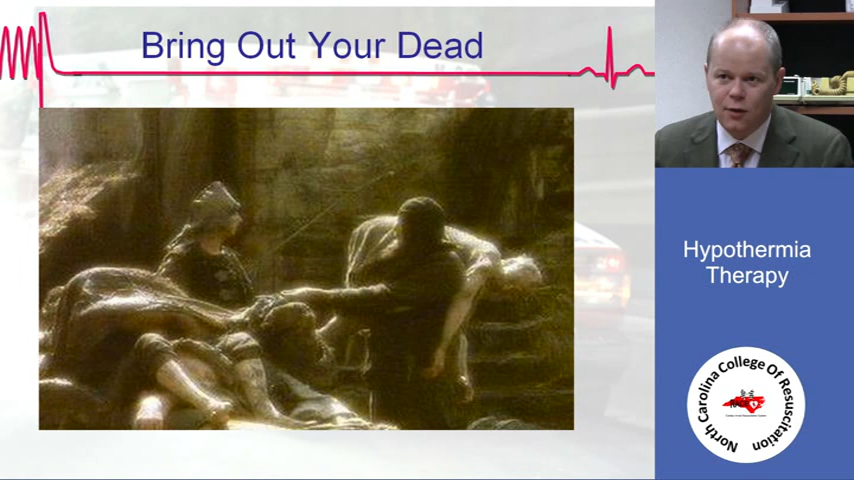 Bring Out Your Dead
Hypothermia
Therapy
North Carolina College Of Resuscitation